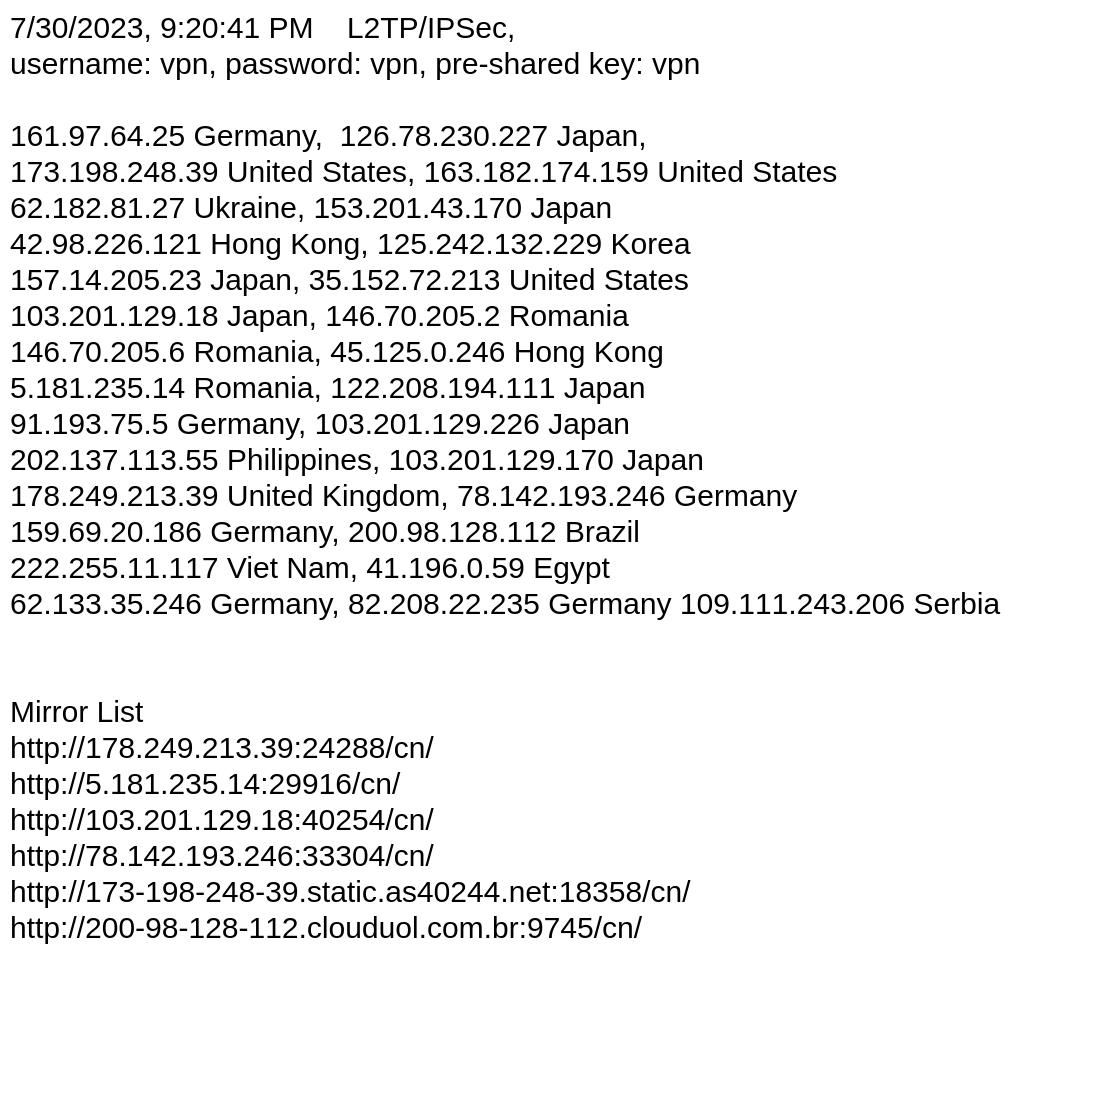 7/30/2023, 9:20:41 PM    L2TP/IPSec,
username: vpn, password: vpn, pre-shared key: vpn
161.97.64.25 Germany,  126.78.230.227 Japan,
173.198.248.39 United States, 163.182.174.159 United States
62.182.81.27 Ukraine, 153.201.43.170 Japan
42.98.226.121 Hong Kong, 125.242.132.229 Korea
157.14.205.23 Japan, 35.152.72.213 United States
103.201.129.18 Japan, 146.70.205.2 Romania
146.70.205.6 Romania, 45.125.0.246 Hong Kong
5.181.235.14 Romania, 122.208.194.111 Japan
91.193.75.5 Germany, 103.201.129.226 Japan
202.137.113.55 Philippines, 103.201.129.170 Japan
178.249.213.39 United Kingdom, 78.142.193.246 Germany
159.69.20.186 Germany, 200.98.128.112 Brazil
222.255.11.117 Viet Nam, 41.196.0.59 Egypt
62.133.35.246 Germany, 82.208.22.235 Germany 109.111.243.206 Serbia
Mirror List
http://178.249.213.39:24288/cn/
http://5.181.235.14:29916/cn/
http://103.201.129.18:40254/cn/
http://78.142.193.246:33304/cn/
http://173-198-248-39.static.as40244.net:18358/cn/
http://200-98-128-112.clouduol.com.br:9745/cn/